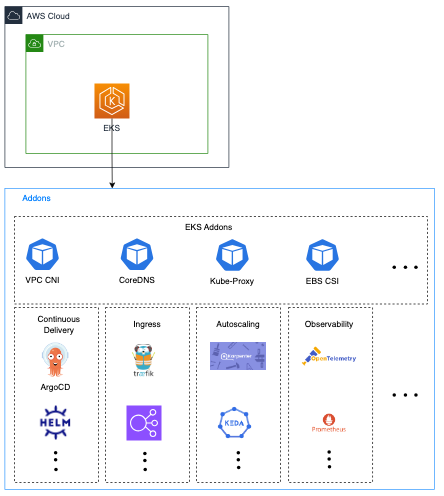 AWS Cloud
VPC
EKS
Addons
EKS Addons
VPC CNI
CoreDNS
Kube-Proxy
EBS CSI
Continuous
Delivery
Ingress
Autoscaling
Observability
ArgoCD
træfik
Karpenter
OpenTelemetry
HELM
KEDA
Prometheus